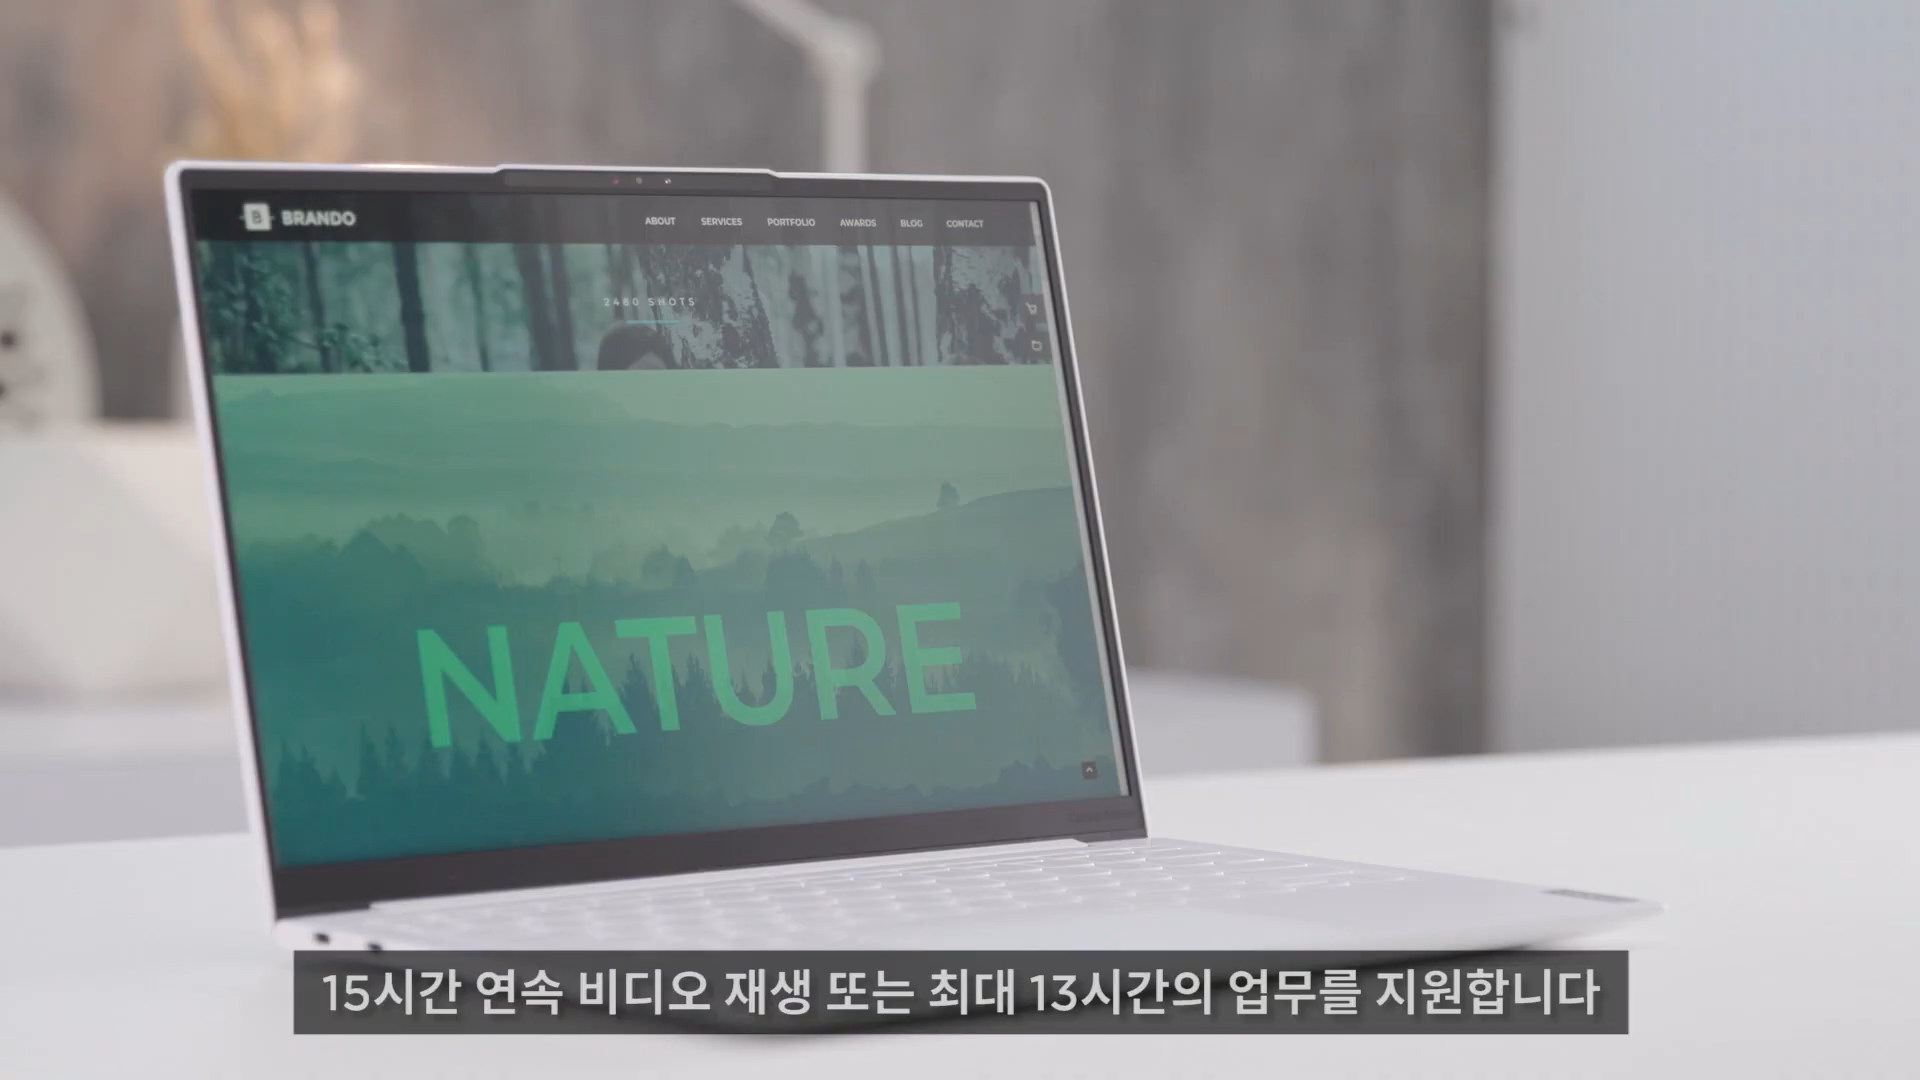 B BRANDO
ABOUT SERVICES PORTFOLIO AWARDS BLOG CONTACT
2480 SHOTS
NATURE
15시간 연속 비디오 재생 또는 최대 13시간의 업무를 지원합니다